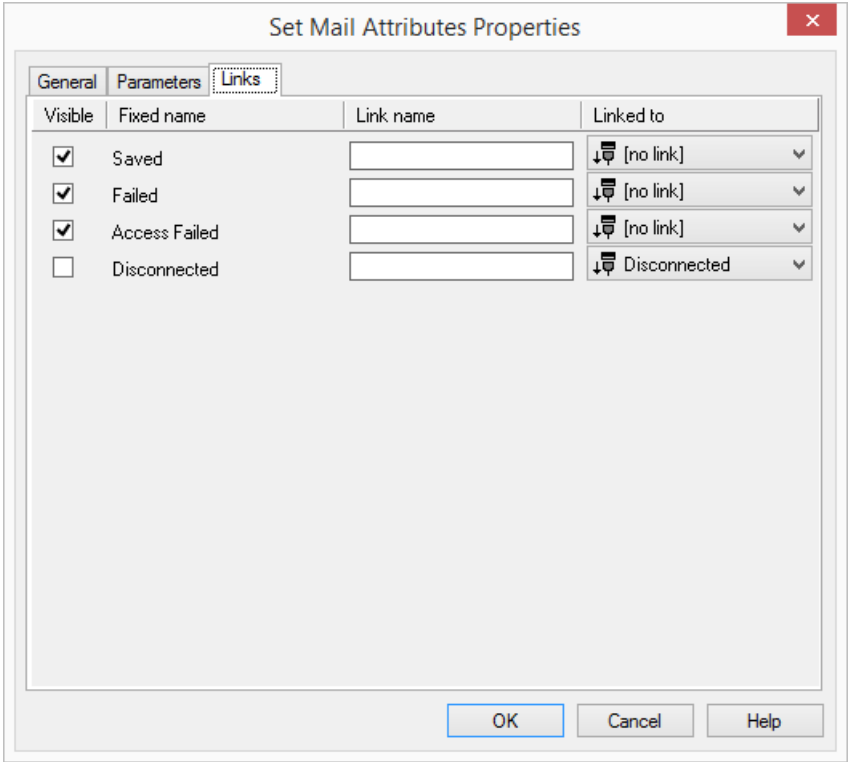 Set Mail Attributes Properties
General Parameters Links
Visible Fixed name Link name Linked to
Saved [no link]
Failed [no link]
Access Failed [no link]
Disconnected Disconnected
OK Cancel Help